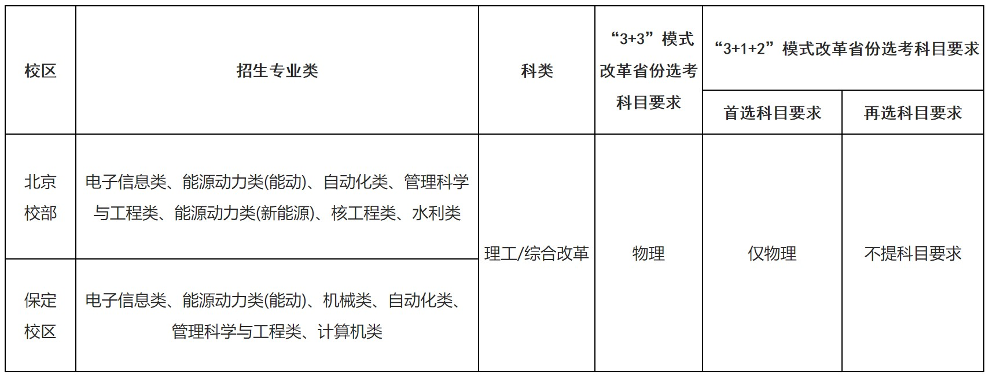 校区
招生专业类
科类
“3+3”模式
改革省份选考
科目要求
“3+1+2”模式改革省份选考科目要求
首选科目要求
再选科目要求
北京
校部
电子信息类、能源动力类(能动)、自动化类、管理科学
与工程类、能源动力类(新能源)、核工程类、水利类
理工/综合改革
物理
仅物理
不提科目要求
保定
校区
电子信息类、能源动力类(能动)、机械类、自动化类、
管理科学与工程类、计算机类